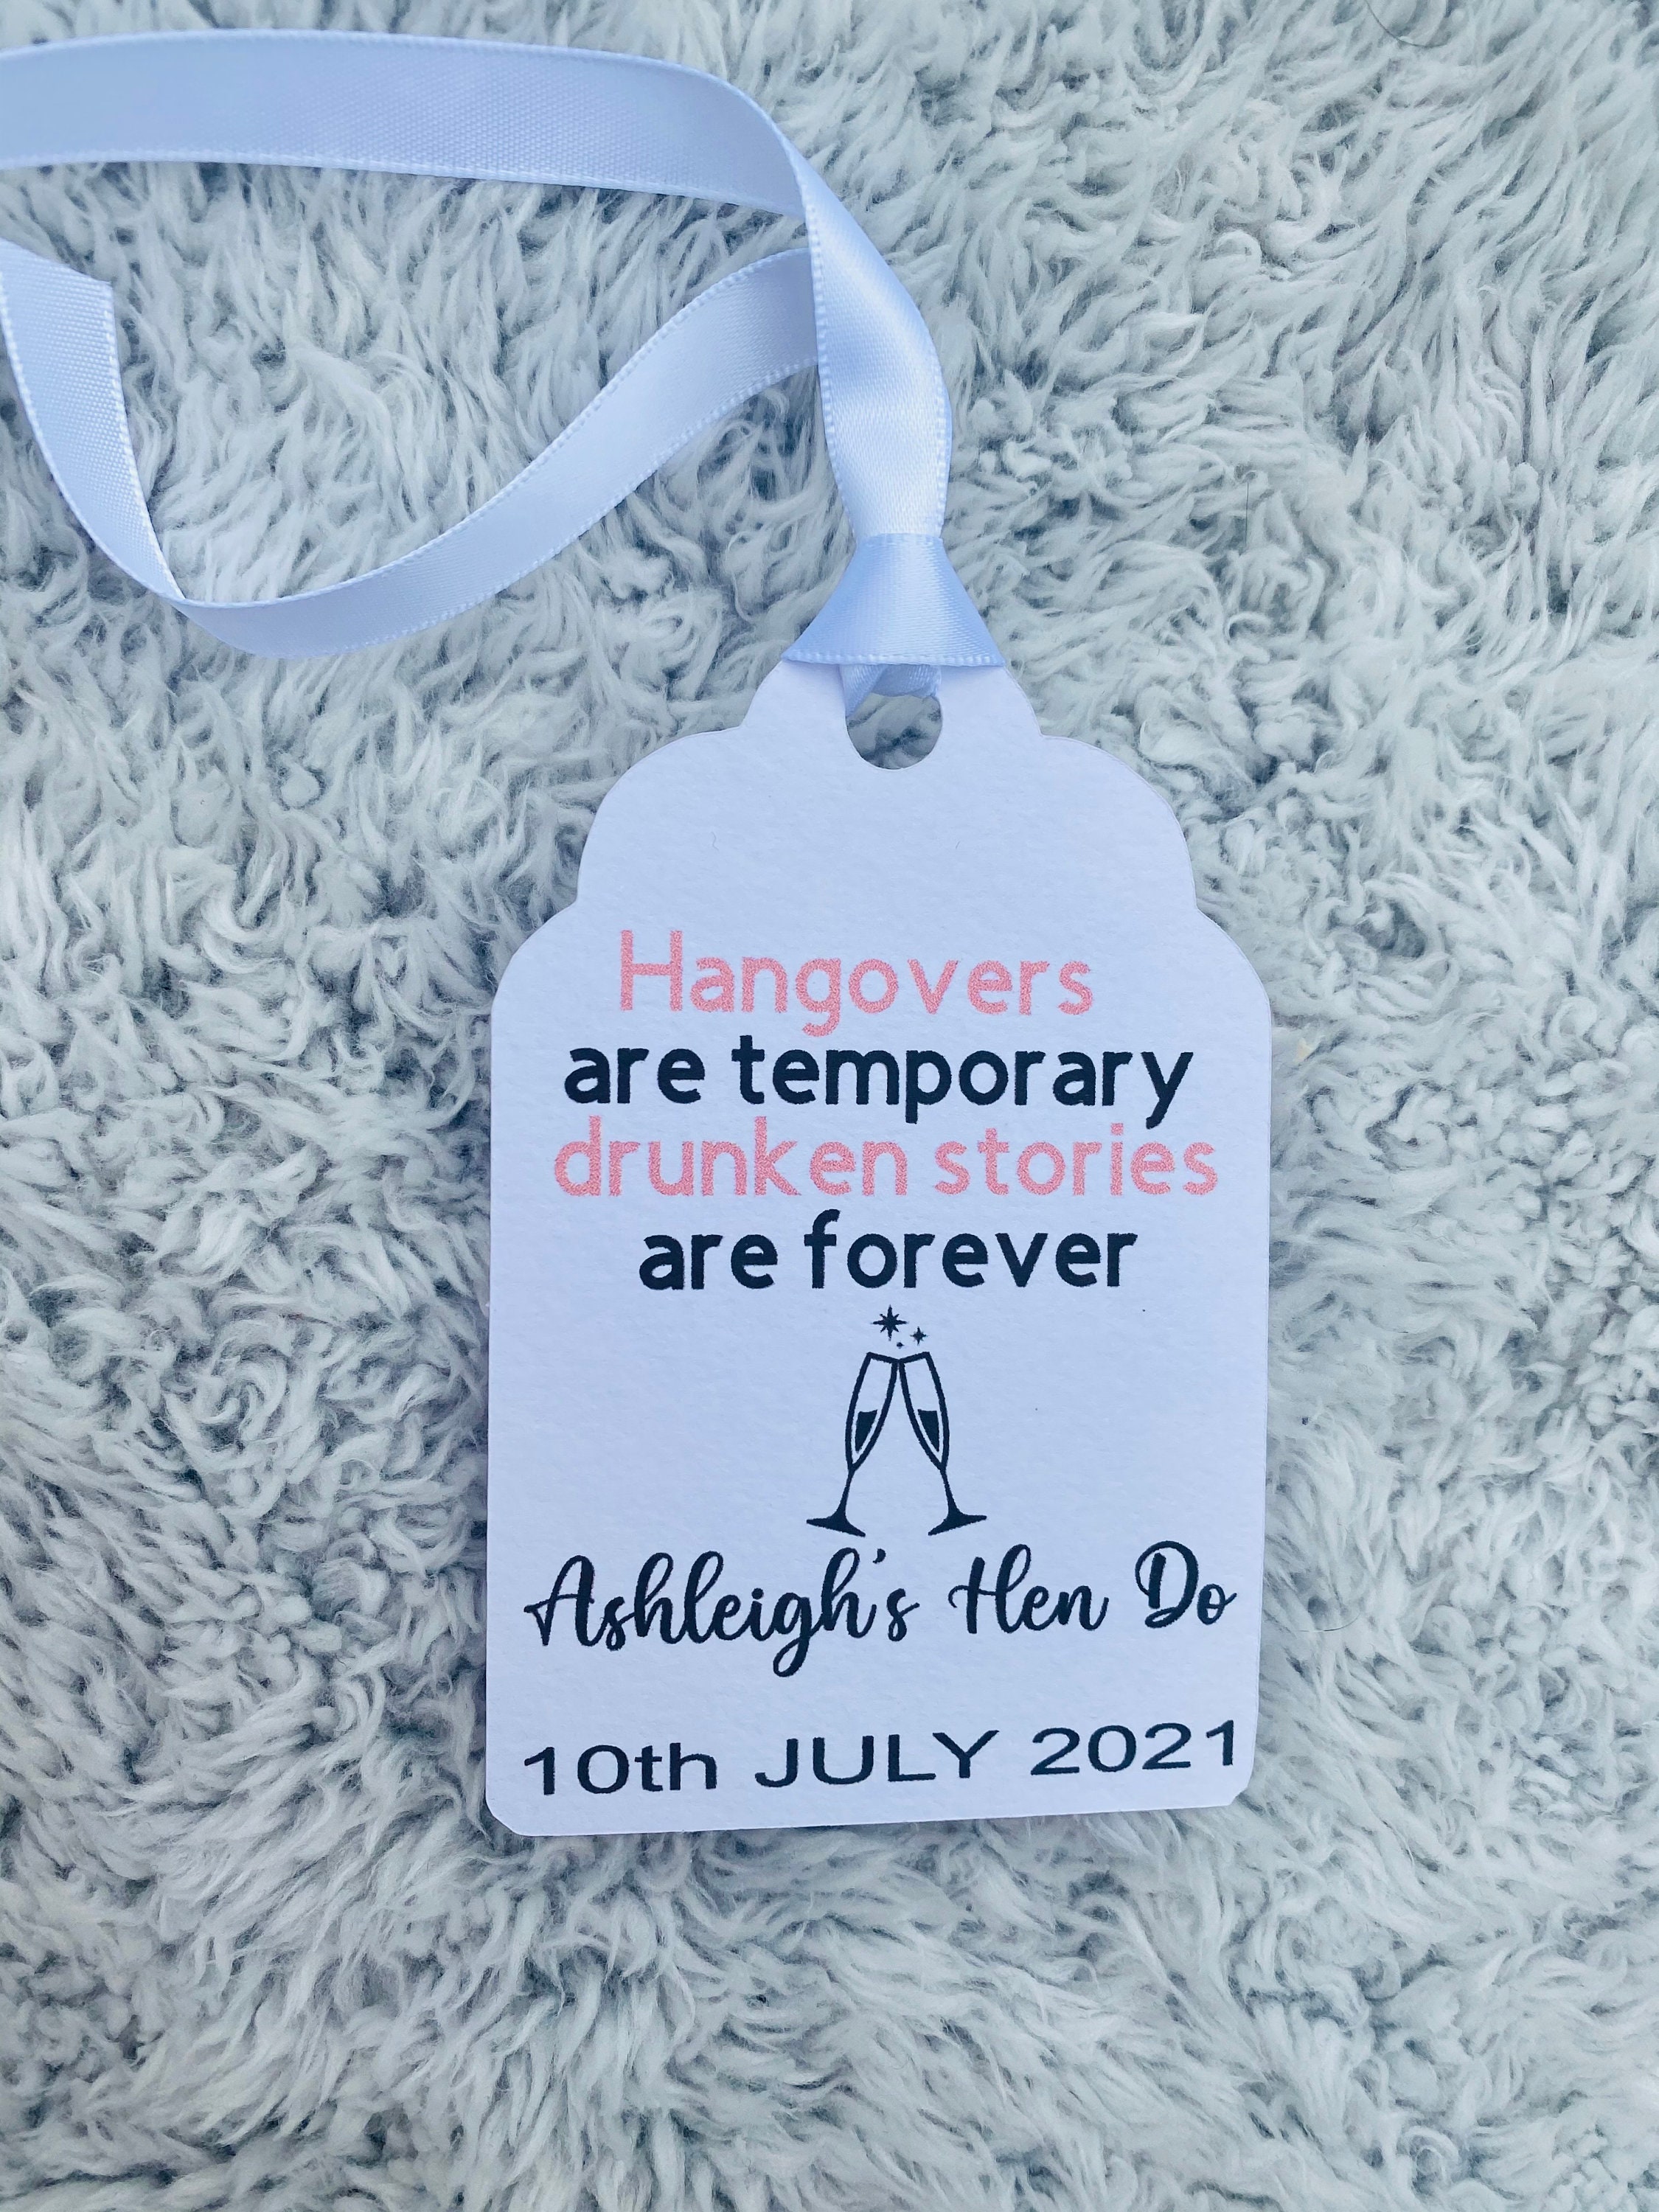 Hangovers
are temporary
drunken stories
are forever
Ashleigh's Hen Do
10th JULY 2021